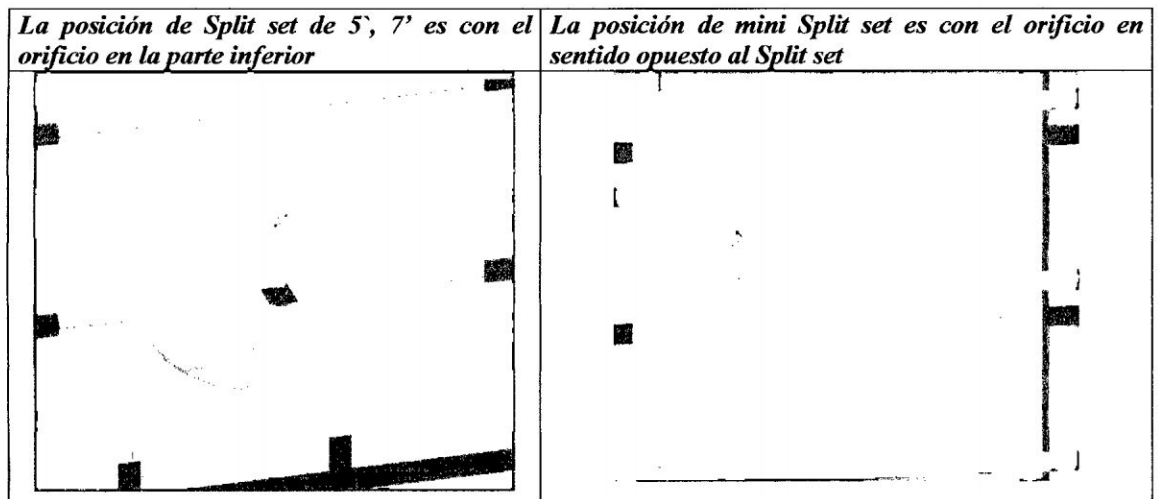 La posición de Split set de 5`, 7’ es con el
orificio en la parte inferior
La posición de mini Split set es con el orificio en
sentido opuesto al Split set